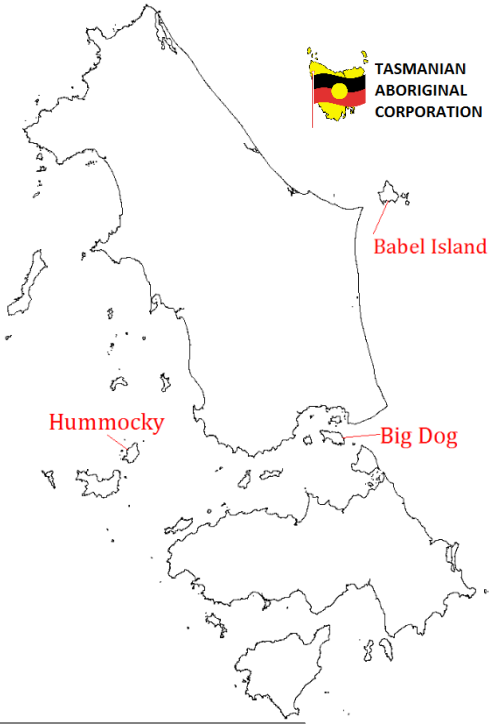 TASMANIAN
ABORIGINAL
CORPORATION
Babel Island
Hummocky
Big Dog